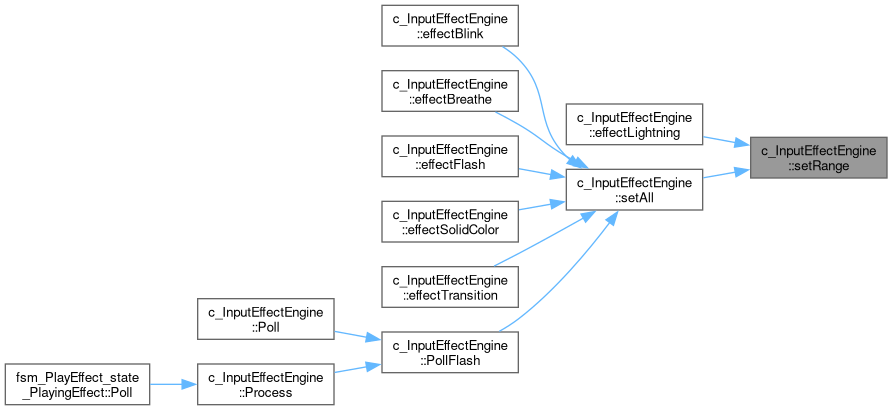 c_InputEffectEngine
::effectBlink
c_InputEffectEngine
::effectBreathe
c_InputEffectEngine
::effectLightning
c_InputEffectEngine
::setRange
c_InputEffectEngine
::effectFlash
c_InputEffectEngine
::setAll
c_InputEffectEngine
::effectSolidColor
c_InputEffectEngine
::effectTransition
c_InputEffectEngine
::Poll
c_InputEffectEngine
::PollFlash
fsm_PlayEffect_state
_PlayingEffect::Poll
c_InputEffectEngine
::Process